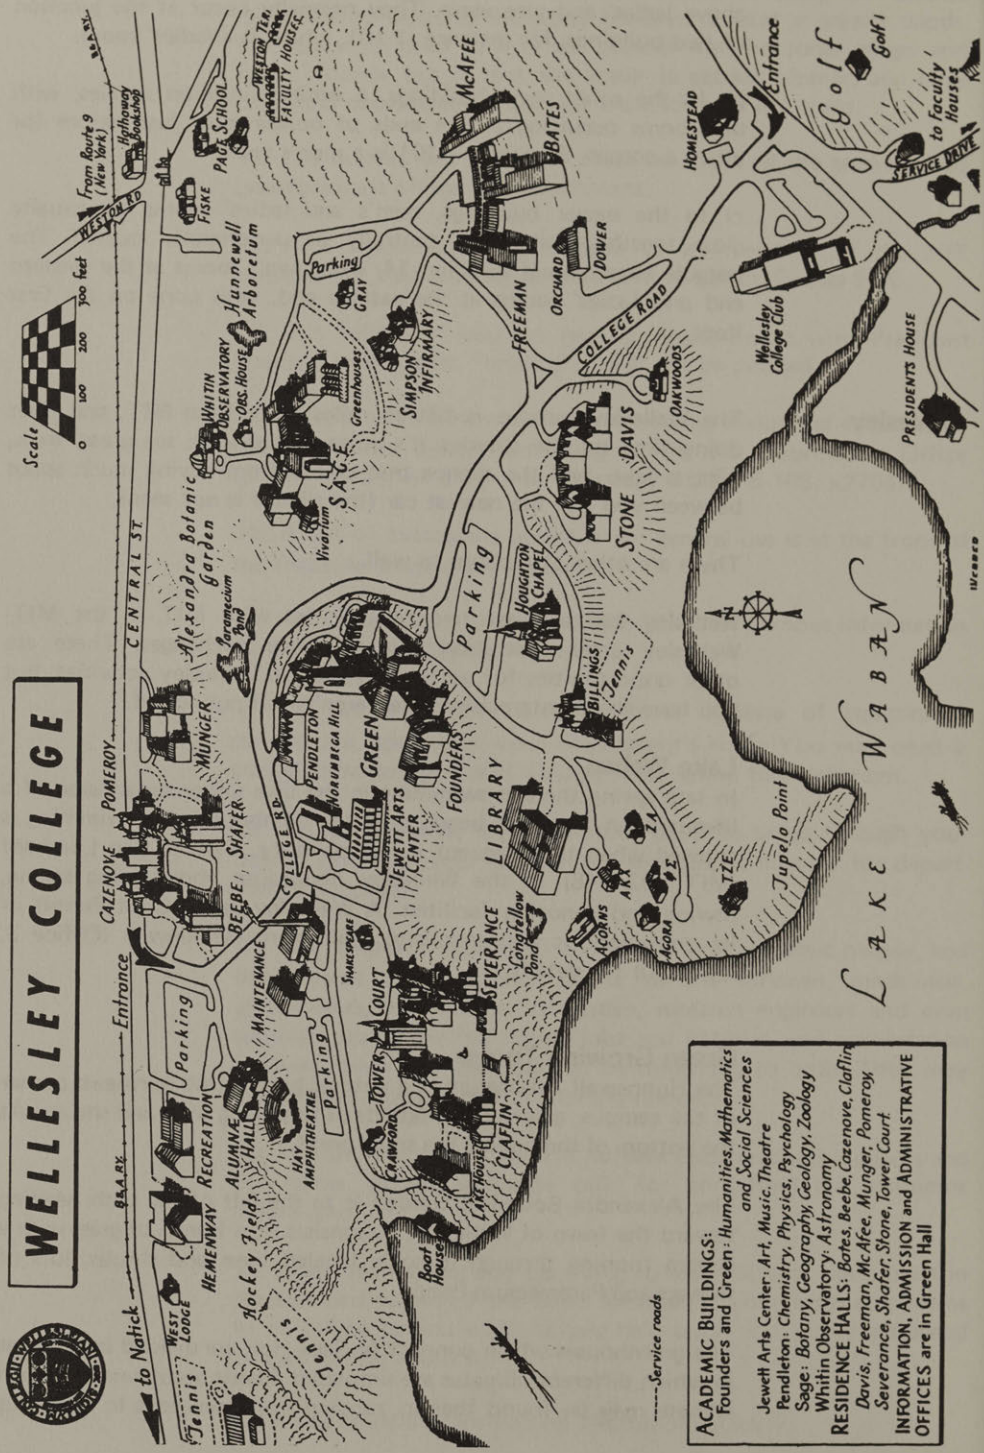 WELLESLEY COLLEGE
Scale
0 100 200 300 feet
to Natick
B.& A. RY.
Entrance
CENTRAL ST.
WESTON RD
From Route 9
(New York)
B.& A. RY.
Hathaway
Bookshop
Tennis
WEST
LODGE
HEMENWAY
RECREATION
Parking
CAZENOVE
POMEROY
BEEBE
SHAFER
MUNGER
Alexandra Botanic
Garden
Paramecium
Pond
WHITIN
OBSERVATORY
OBS. HOUSE
Hunnewell
Arboretum
FISKE
PAGE SCHOOL
FACULTY HOUSES
Hockey Fields
Tennis
ALUMNÆ
HALL
HAY
AMPHITHEATRE
MAINTENANCE
COLLEGE RD.
Parking
SHAKESPEARE
PENDLETON
NORUMBEGA HILL
GREEN
JEWETT ARTS
CENTER
FOUNDERS
SAGE
Vivarium
Greenhouses
Parking
GRAY
SIMPSON
INFIRMARY
McAFEE
BATES
FREEMAN
ORCHARD
DOWER
HOMESTEAD
Entrance
Golf
Boat
House
CRAWFORD
TOWER COURT
LAKE HOUSE
CLAFLIN
SEVERANCE
Longfellow
Pond
LIBRARY
Parking
HOUGHTON
CHAPEL
BILLINGS
Tennis
STONE
DAVIS
OAKWOODS
COLLEGE ROAD
Wellesley
College Club
SERVICE DRIVE
to Faculty
Houses
PRESIDENTS HOUSE
ACORNS
AKX
AGORA
ΦΣ
ZA
TZE
Tupelo Point
LAKE WABAN
N
Service roads
ACADEMIC BUILDINGS:
Founders and Green: Humanities, Mathematics
and Social Sciences
Jewett Arts Center: Art, Music, Theatre
Pendleton: Chemistry, Physics, Psychology
Sage: Botany, Geography, Geology, Zoology
Whitin Observatory: Astronomy
RESIDENCE HALLS: Bates, Beebe, Cazenove, Claflin,
Davis, Freeman, McAfee, Munger, Pomeroy,
Severance, Shafer, Stone, Tower Court.
INFORMATION, ADMISSION and ADMINISTRATIVE
OFFICES are in Green Hall